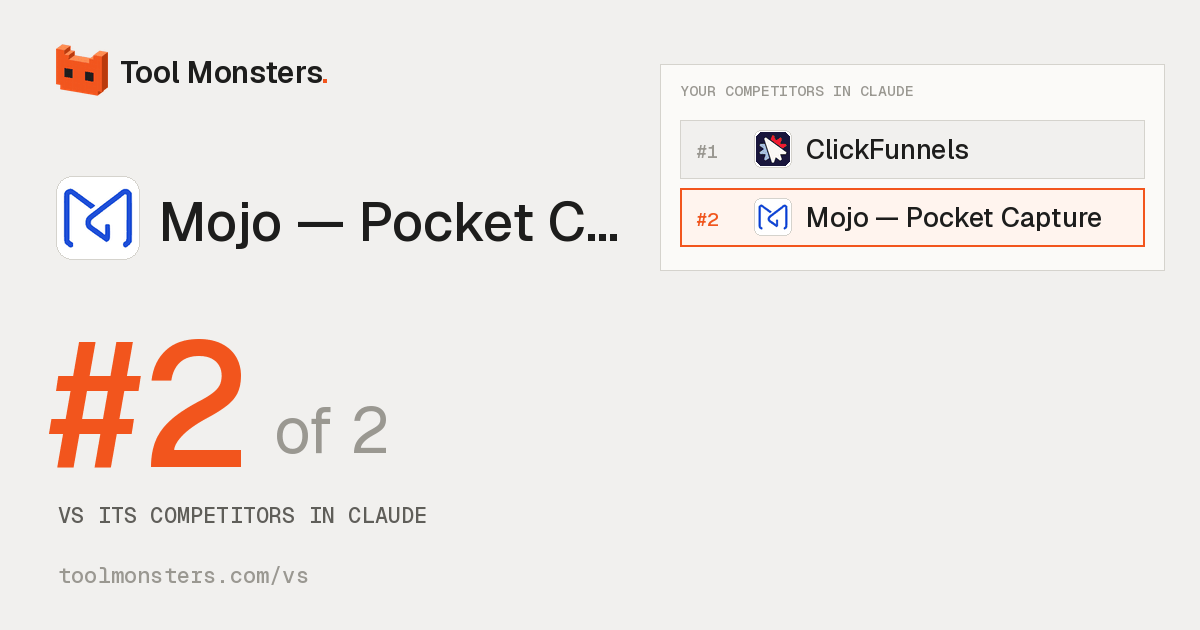 Tool Monsters.
Mojo — Pocket C...
#2 of 2
VS ITS COMPETITORS IN CLAUDE
toolmonsters.com/vs
YOUR COMPETITORS IN CLAUDE
#1 ClickFunnels
#2 Mojo — Pocket Capture